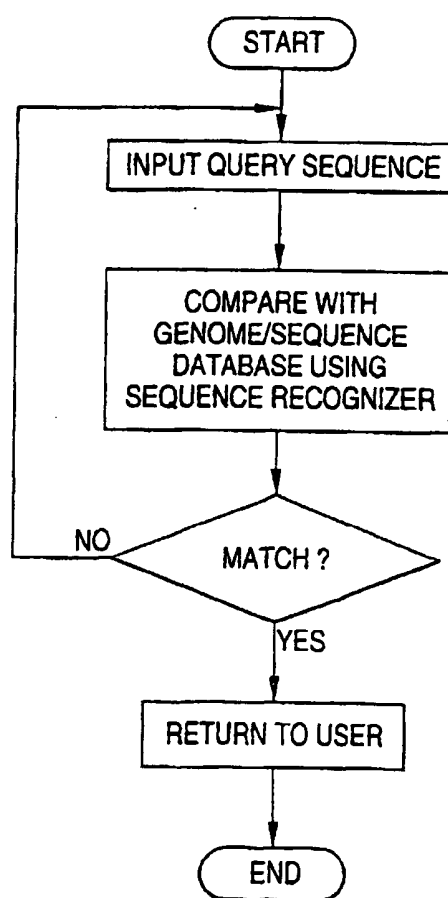 START
INPUT QUERY SEQUENCE
COMPARE WITH
GENOME/SEQUENCE
DATABASE USING
SEQUENCE RECOGNIZER
NO
MATCH ?
YES
RETURN TO USER
END